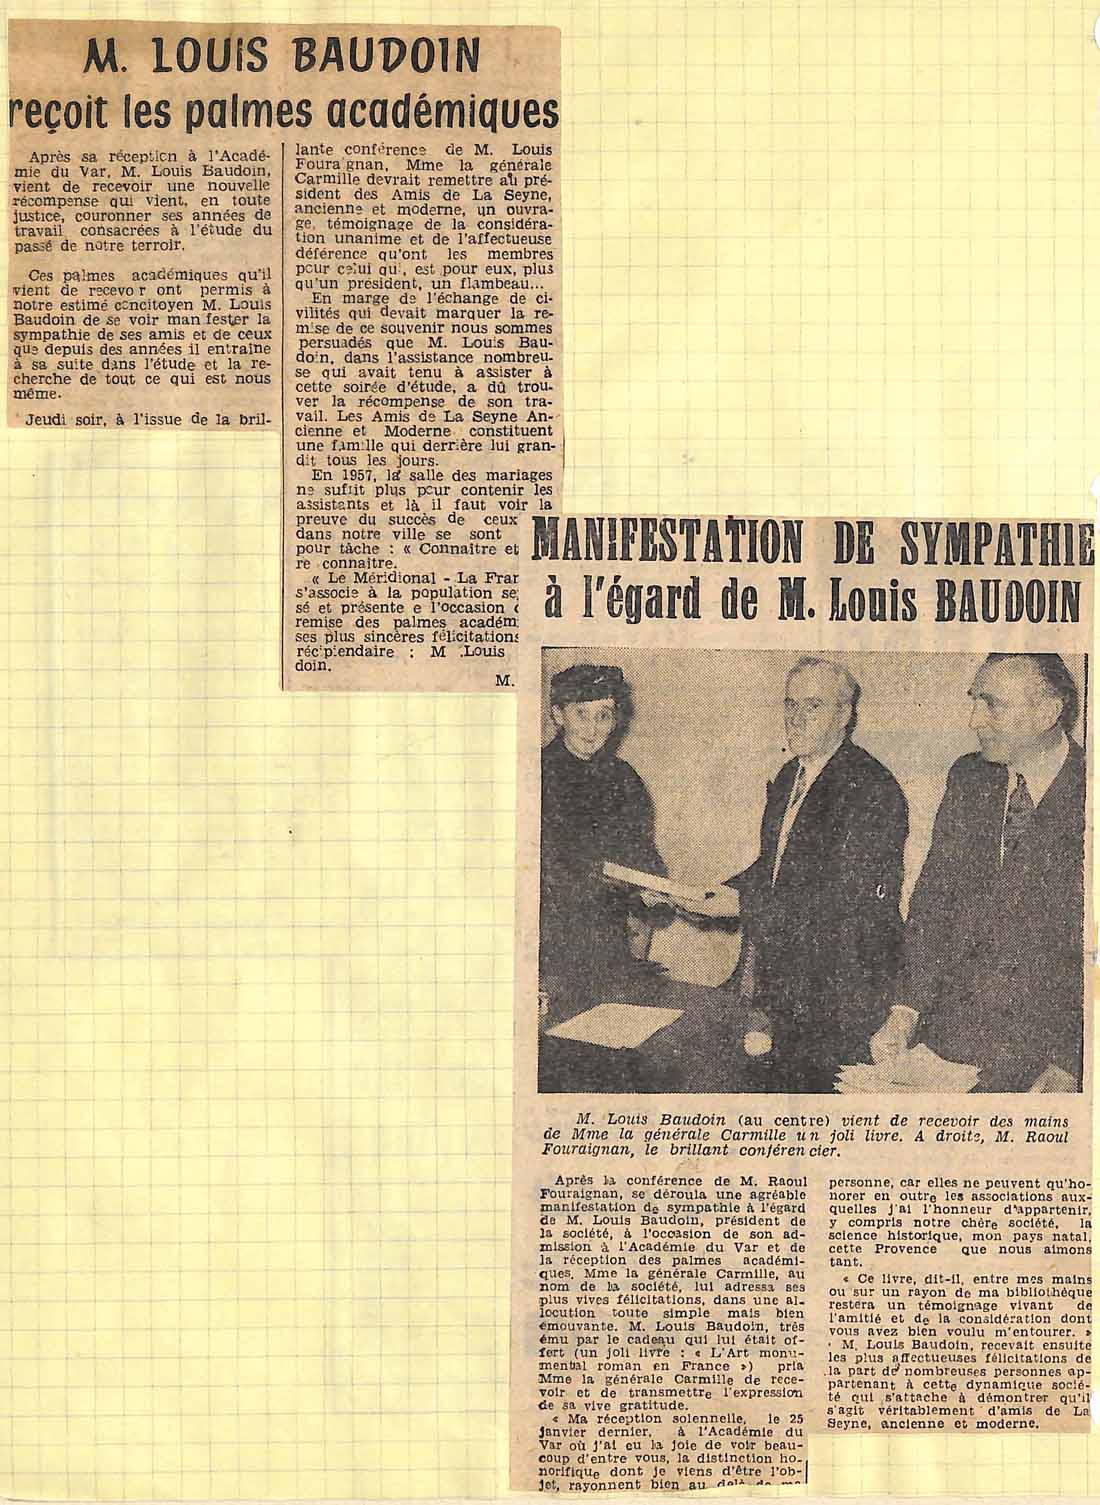 M. LOUIS BAUDOIN
reçoit les palmes académiques
Après sa réception à l'Acadé-
mie du Var, M. Louis Baudoin,
vient de recevoir une nouvelle
récompense qui vient, en toute
justice, couronner ses années de
travail consacrées à l'étude du
passé de notre terroir.
Ces palmes académiques qu'il
vient de recevo r ont permis à
notre estimé concitoyen M. Louis
Baudoin de se voir man fester la
sympathie de ses amis et de ceux
que depuis des années il entraîne
à sa suite dans l'étude et la re-
cherche de tout ce qui est nous
même.
Jeudi soir, à l'issue de la bril-
lante conférence de M. Louis
Fouraignan, Mme la générale
Carmille devrait remettre au pré-
sident des Amis de La Seyne,
ancienne et moderne, un ouvra-
ge, témoignage de la considéra-
tion unanime et de l'affectueuse
déférence qu'ont les membres
pour celui qui, est pour eux, plus
qu'un président, un flambeau...
En marge de l'échange de ci-
vilités qui devait marquer la re-
mise de ce souvenir nous sommes
persuadés que M. Louis Bau-
doin, dans l'assistance nombreu-
se qui avait tenu à assister à
cette soirée d'étude, a dû trou-
ver la récompense de son tra-
vail. Les Amis de La Seyne An-
cienne et Moderne constituent
une famille qui derrière lui gran-
dit tous les jours.
En 1957, la salle des mariages
ne suffit plus pour contenir les
assistants et là il faut voir la
preuve du succès de ceux
dans notre ville se sont
pour tâche : « Connaître et
re connaître.
« Le Méridional - La Fran
s'associe à la population se
sé et présente e l'occasion
remise des palmes académ
ses plus sincères félicitations
récipiendaire : M .Louis
doin.
M.
MANIFESTATION DE SYMPATHIE
à l'égard de M. Louis BAUDOIN
M. Louis Baudoin (au centre) vient de recevoir des mains
de Mme la générale Carmille un joli livre. A droite, M. Raoul
Fouraignan, le brillant conféren cier.
Après la conférence de M. Raoul
Fouraignan, se déroula une agréable
manifestation de sympathie à l'égard
de M. Louis Baudoin, président de
la société, à l'occasion de son ad-
mission à l'Académie du Var et de
la réception des palmes académi-
ques. Mme la générale Carmille, au
nom de la société, lui adressa ses
plus vives félicitations, dans une al-
locution toute simple mais bien
émouvante. M. Louis Baudoin, très
ému par le cadeau qui lui était of-
fert (un joli livre : « L'Art monu-
mental roman en France ») pria
Mme la générale Carmille de rece-
voir et de transmettre l'expression
de sa vive gratitude.
« Ma réception solennelle, le 25
janvier dernier, à l'Académie du
Var où j'ai eu la joie de voir beau-
coup d'entre vous, la distinction ho-
norifique dont je viens d'être l'ob-
jet, rayonnent bien au delà de ma
personne, car elles ne peuvent qu'ho-
norer en outre les associations aux-
quelles j'ai l'honneur d'appartenir,
y compris notre chère société, la
science historique, mon pays natal,
cette Provence que nous aimons
tant.
« Ce livre, dit-il, entre mes mains
ou sur un rayon de ma bibliothèque
restera un témoignage vivant de
l'amitié et de la considération dont
vous avez bien voulu m'entourer. »
M. Louis Baudoin, recevait ensuite
les plus affectueuses félicitations de
la part de nombreuses personnes ap-
partenant à cette dynamique socié-
té qui s'attache à démontrer qu'il
s'agit véritablement d'amis de La
Seyne, ancienne et moderne.